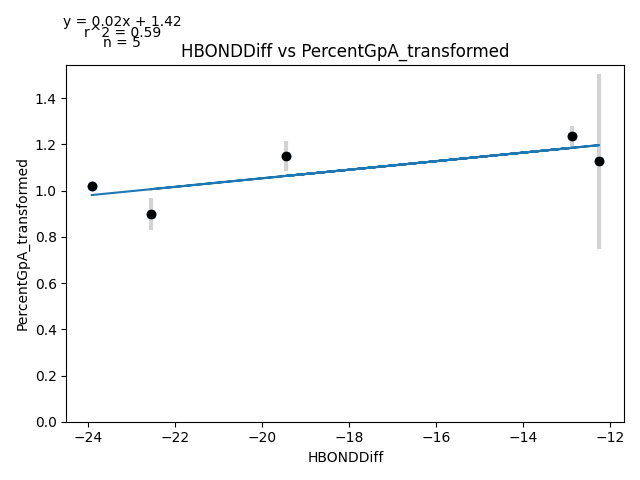 y = 0.02x + 1.42
r^2 = 0.59
n = 5
HBONDDiff vs PercentGpA_transformed
PercentGpA_transformed
1.4
1.2
1.0
0.8
0.6
0.4
0.2
0.0
−24 −22 −20 −18 −16 −14 −12
HBONDDiff